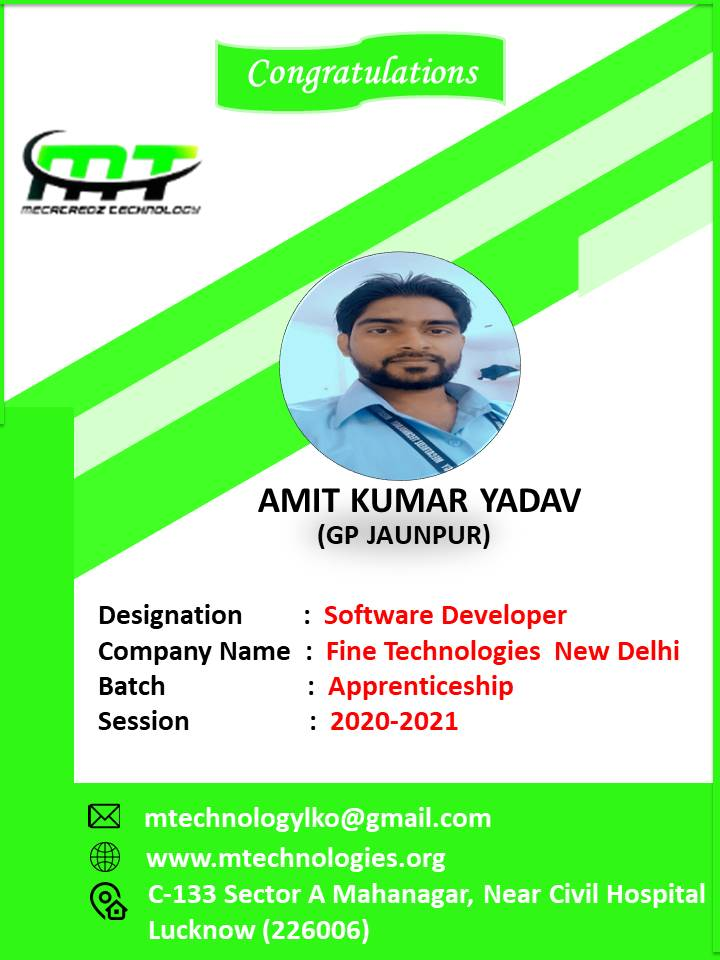 Congratulations
MT
MECACREDZ TECHNOLOGY
AMIT KUMAR YADAV
(GP JAUNPUR)
Designation : Software Developer
Company Name : Fine Technologies New Delhi
Batch : Apprenticeship
Session : 2020-2021
mtechnologylko@gmail.com
www.mtechnologies.org
C-133 Sector A Mahanagar, Near Civil Hospital
Lucknow (226006)